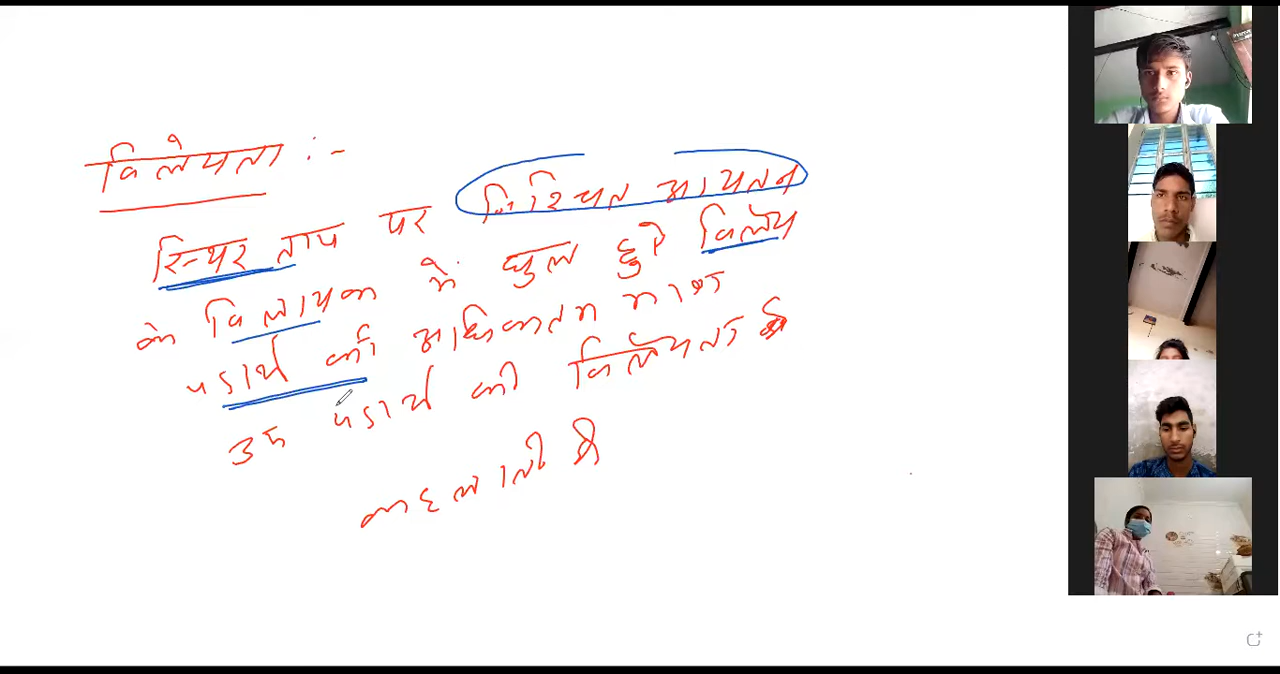 विलेयता :-
स्थिर ताप पर निश्चित आयतन
के विलायक में घुले हुऐ विलेय
पदार्थ की अधिकतम मात्रा
उस पदार्थ की विलेयता
कहलाती है